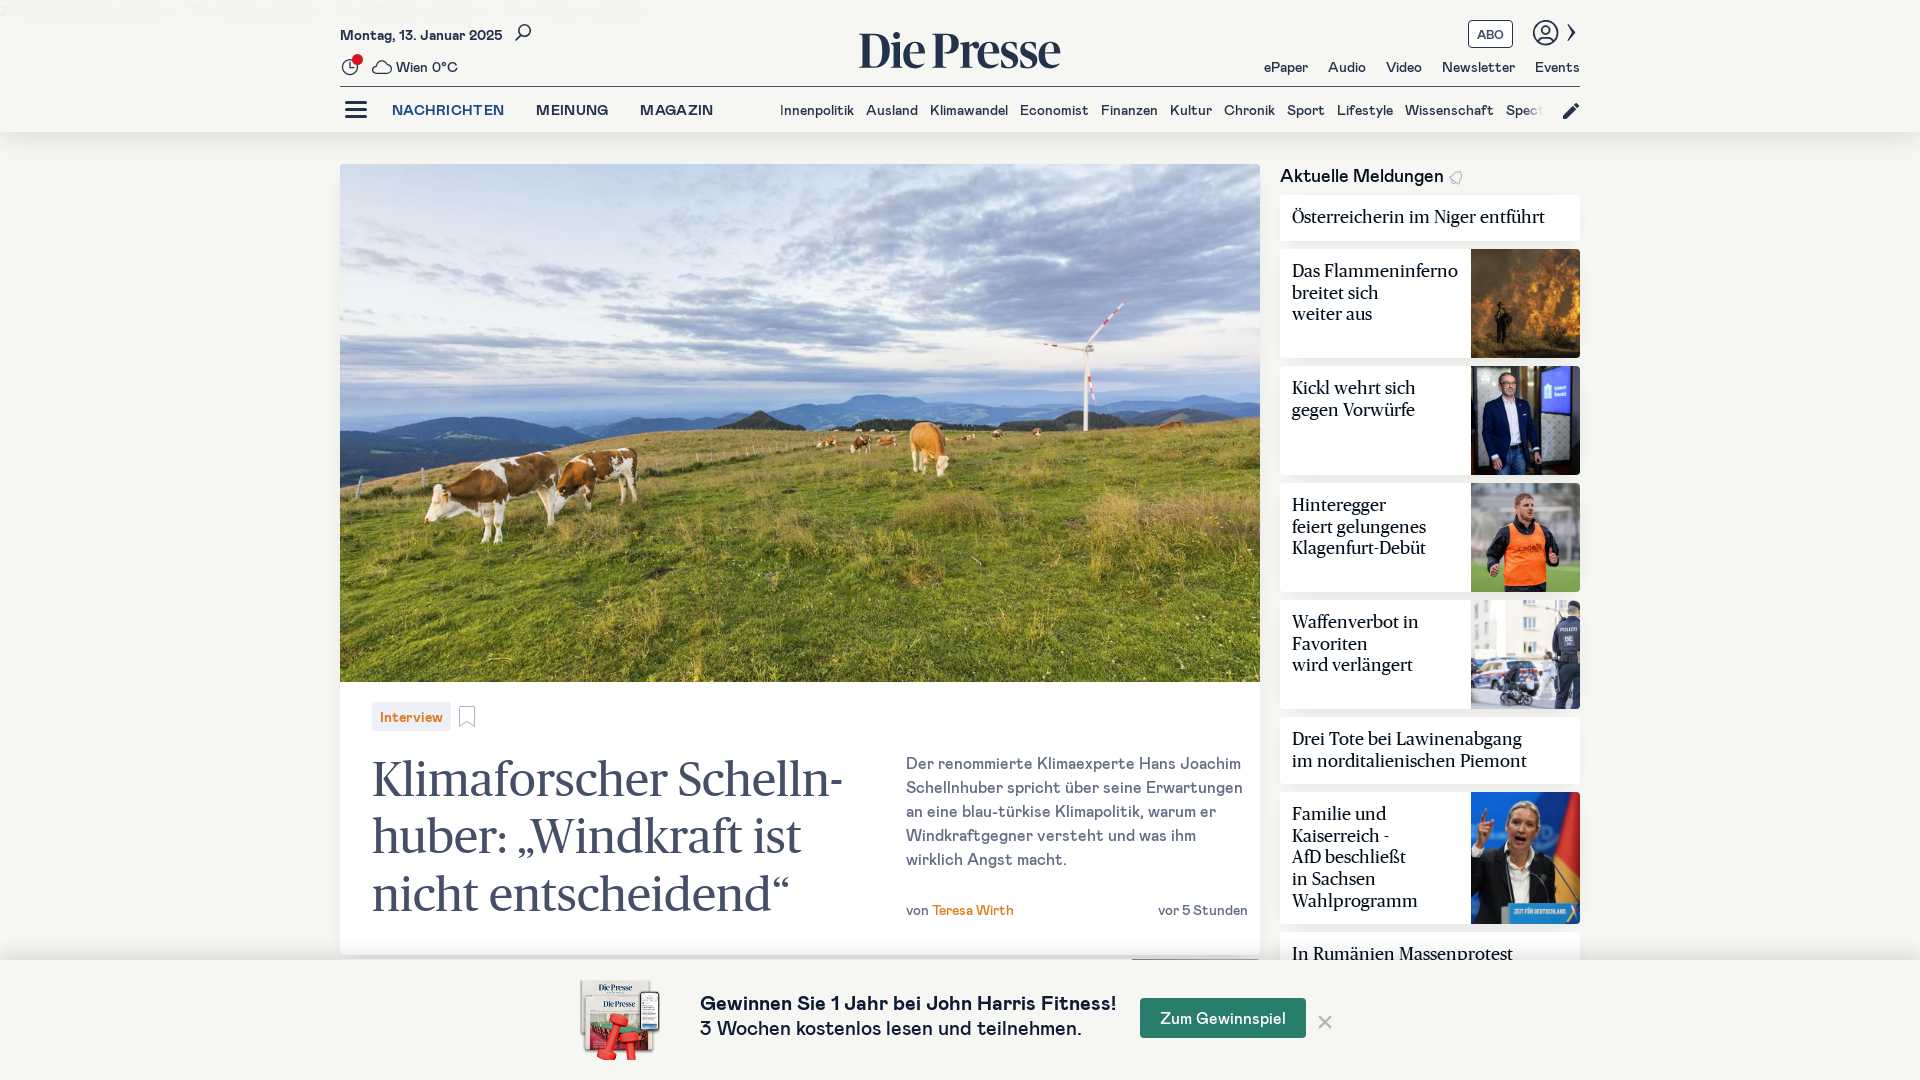 Montag, 13. Januar 2025
Wien 0°C
Die Presse
ABO
ePaper Audio Video Newsletter Events
NACHRICHTEN MEINUNG MAGAZIN
Innenpolitik Ausland Klimawandel Economist Finanzen Kultur Chronik Sport Lifestyle Wissenschaft Spect
Interview
Klimaforscher Schelln-
huber: „Windkraft ist
nicht entscheidend“
Der renommierte Klimaexperte Hans Joachim
Schellnhuber spricht über seine Erwartungen
an eine blau-türkise Klimapolitik, warum er
Windkraftgegner versteht und was ihm
wirklich Angst macht.
von Teresa Wirth
vor 5 Stunden
Aktuelle Meldungen
Österreicherin im Niger entführt
Das Flammeninferno
breitet sich
weiter aus
Kickl wehrt sich
gegen Vorwürfe
Hinteregger
feiert gelungenes
Klagenfurt-Debüt
Waffenverbot in
Favoriten
wird verlängert
POLIZEI
Drei Tote bei Lawinenabgang
im norditalienischen Piemont
Familie und
Kaiserreich -
AfD beschließt
in Sachsen
Wahlprogramm
ZEIT FÜR DEUTSCHLAND
In Rumänien Massenprotest
Die Presse
Die Presse
Gewinnen Sie 1 Jahr bei John Harris Fitness!
3 Wochen kostenlos lesen und teilnehmen.
Zum Gewinnspiel